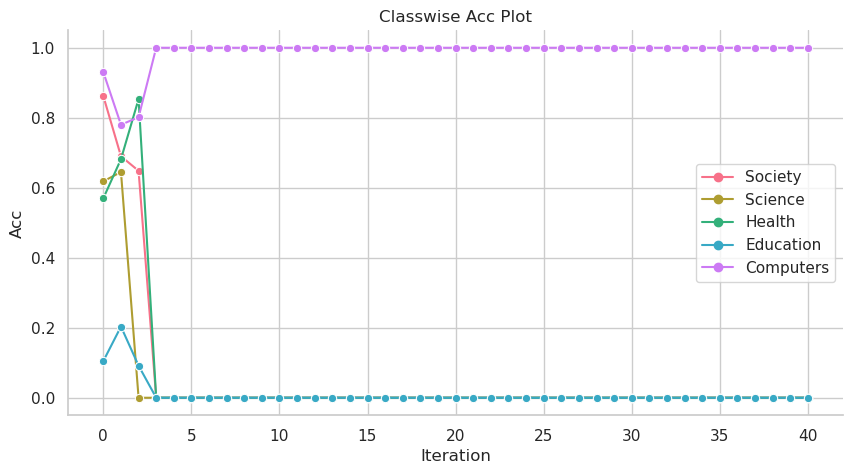 Classwise Acc Plot
1.0
0.8
0.6
0.4
0.2
0.0
Acc
Society
Science
Health
Education
Computers
0 5 10 15 20 25 30 35 40
Iteration